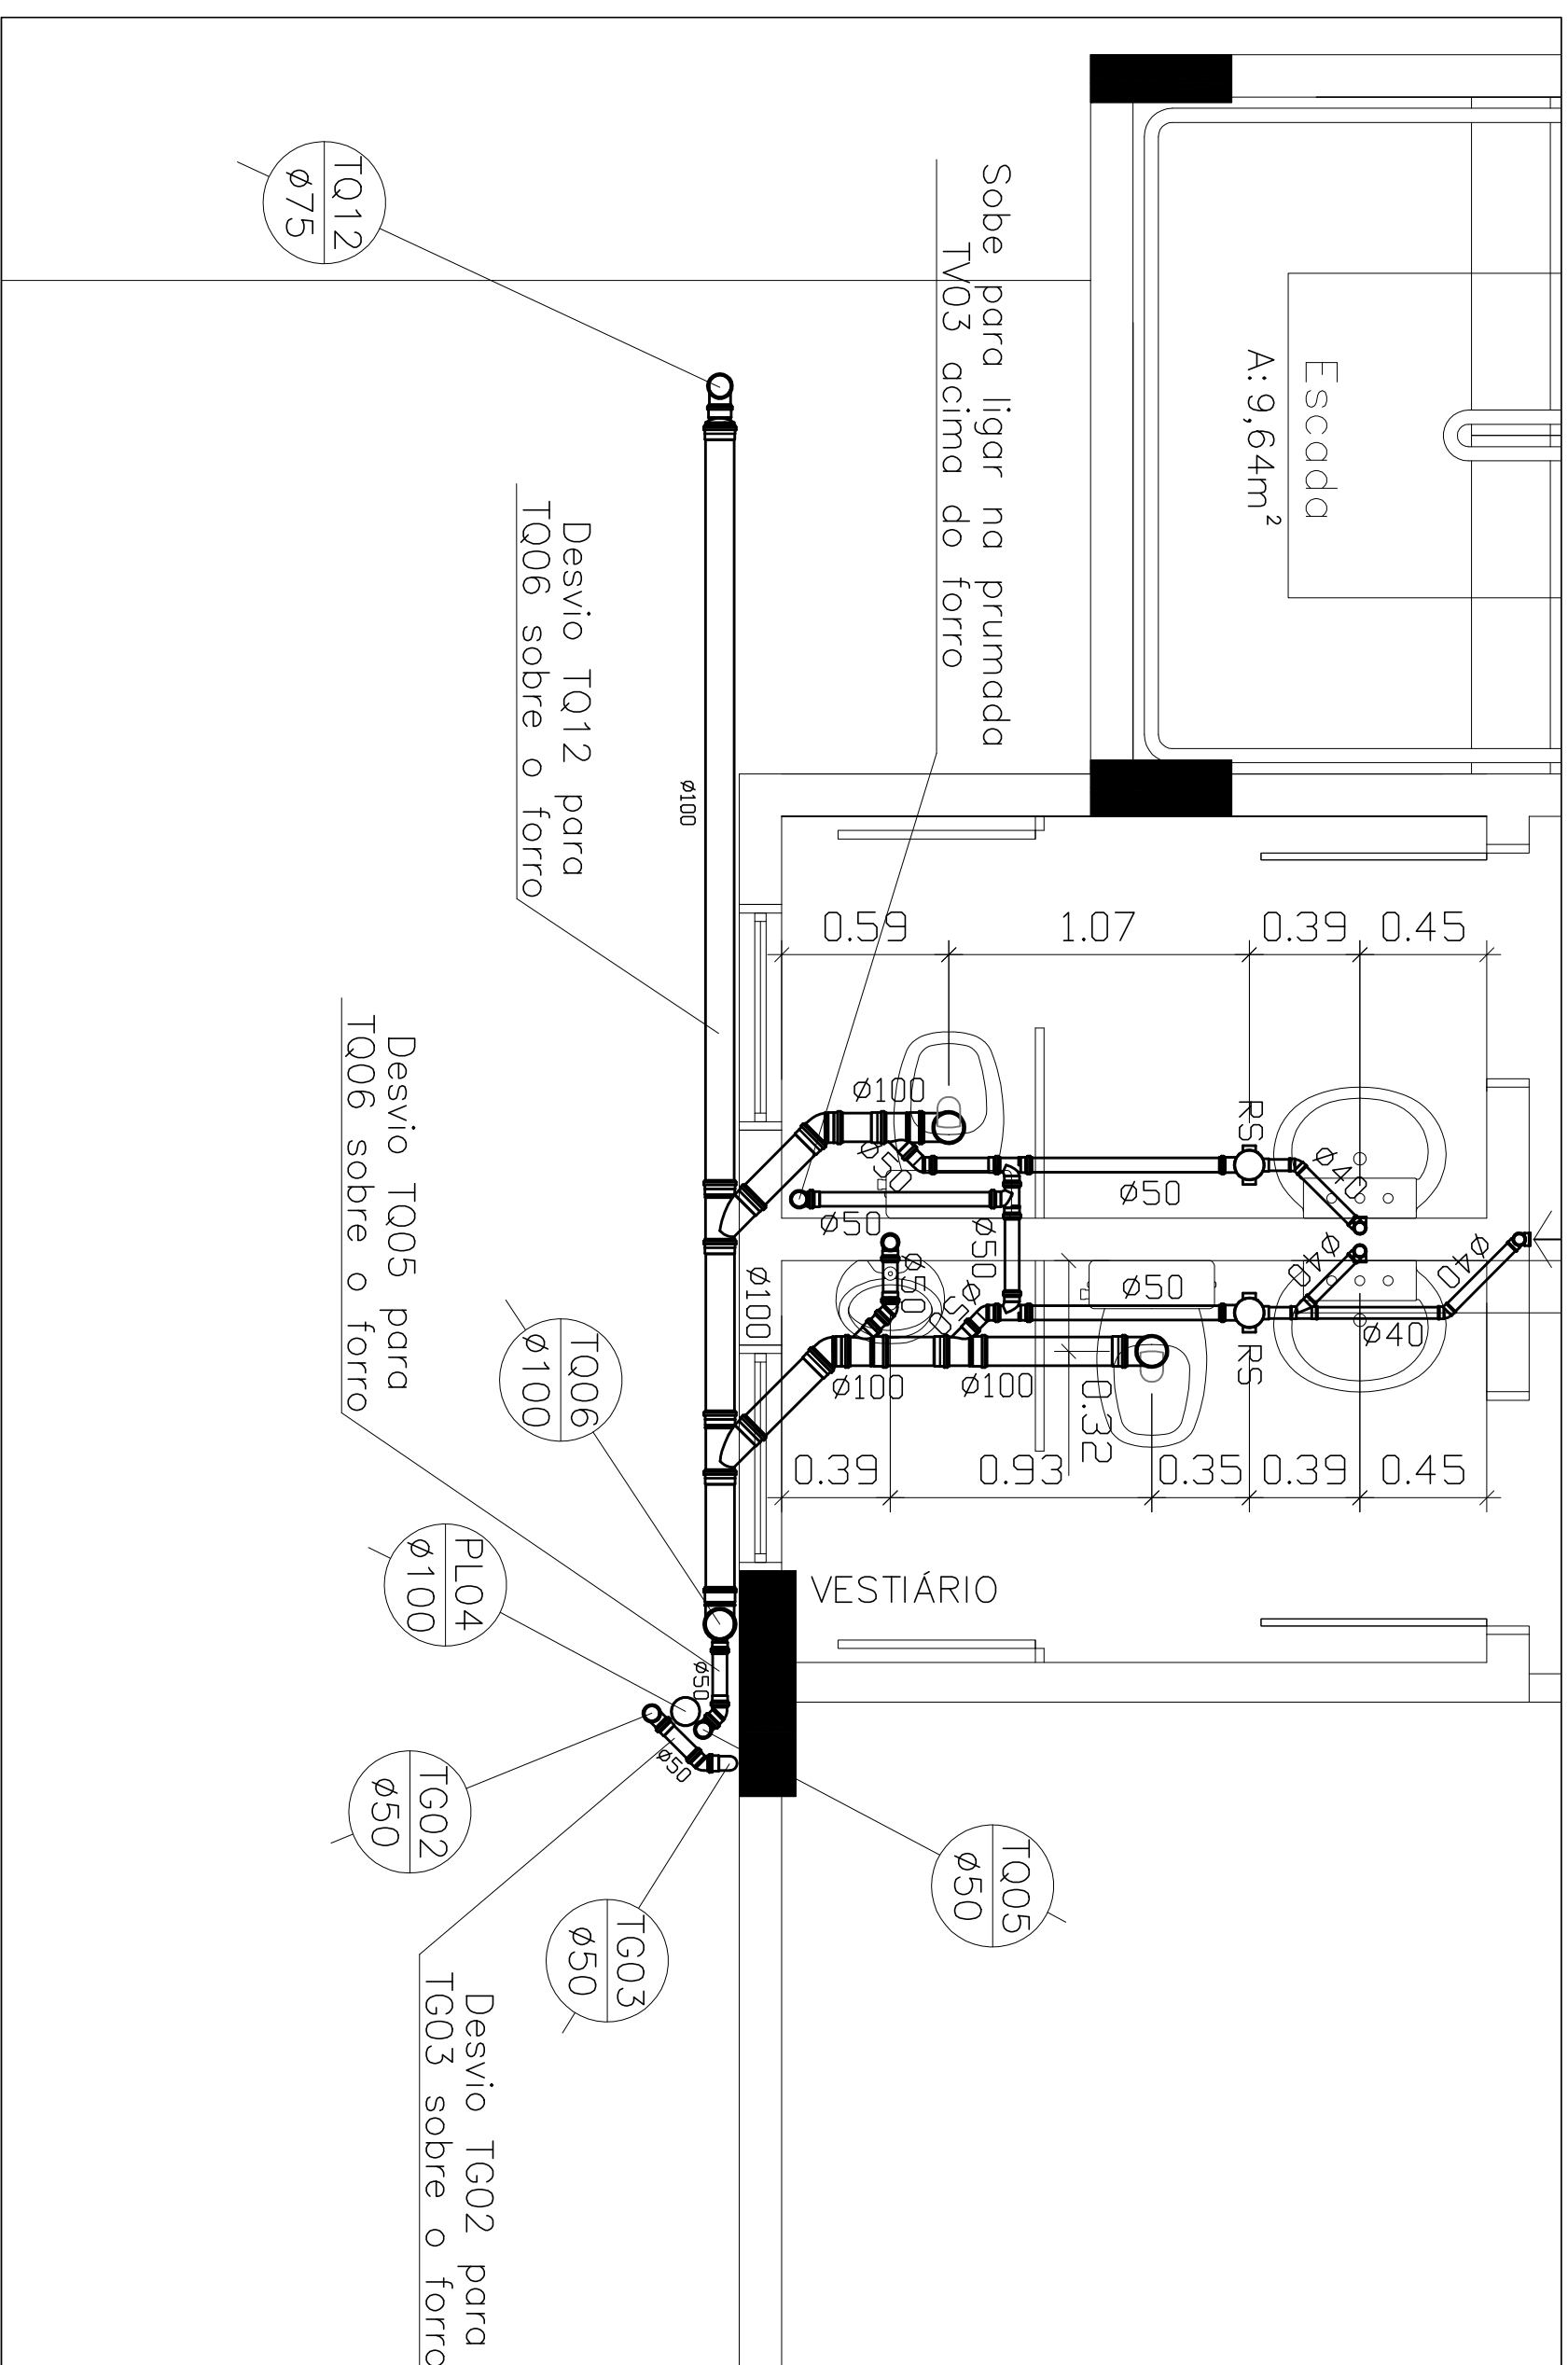 Escada
A: 9,64m²
Sobe para ligar na prumada
TV03 acima do forro
TQ12
ø75
Desvio TQ12 para
TQ06 sobre o forro
ø100
0.59
1.07
0.39
0.45
ø100
RS
ø40
ø50
ø50
ø50
ø50
ø50
ø50
ø50
ø100
ø40
ø40
ø40
RS
ø100
ø100
0.32
0.39
0.93
0.35
0.39
0.45
Desvio TQ05 para
TQ06 sobre o forro
TQ06
ø100
PL04
ø100
VESTIÁRIO
ø50
ø50
TG02
ø50
TQ05
ø50
TG03
ø50
Desvio TG02 para
TG03 sobre o forro